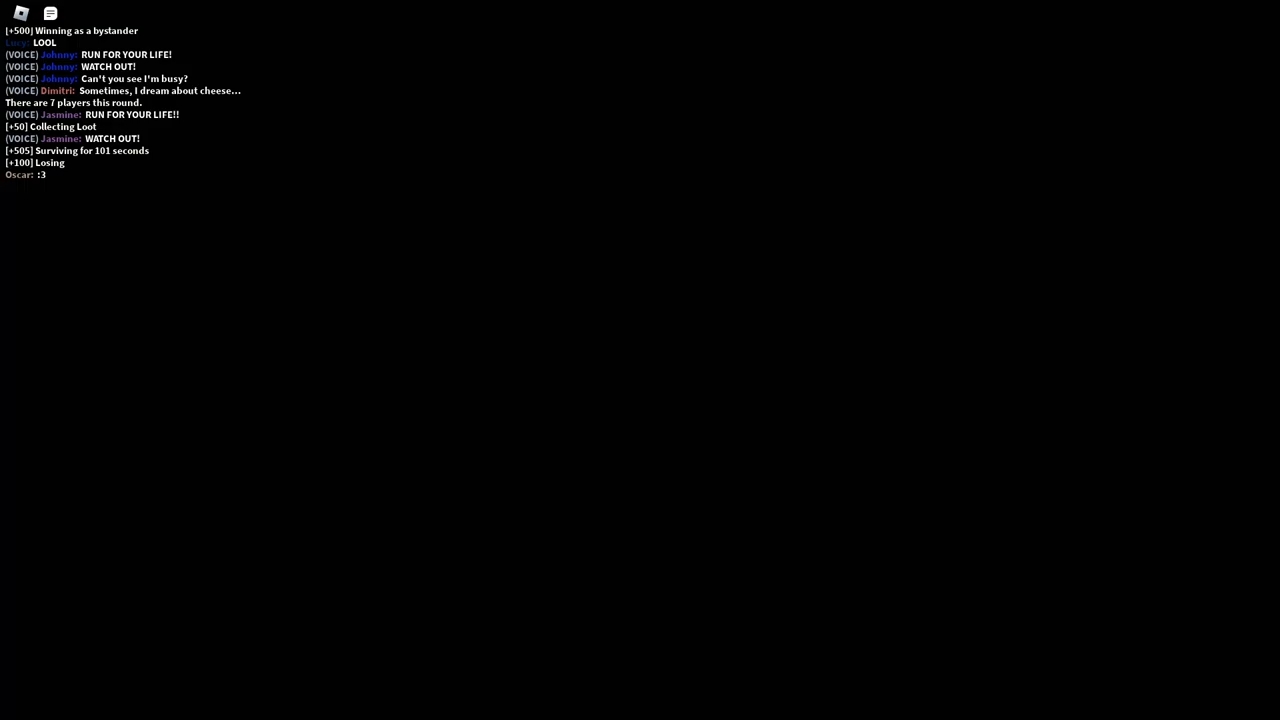 [+500] Winning as a bystander
Lucy: LOOL
(VOICE) Johnny: RUN FOR YOUR LIFE!
(VOICE) Johnny: WATCH OUT!
(VOICE) Johnny: Can't you see I'm busy?
(VOICE) Dimitri: Sometimes, I dream about cheese...
There are 7 players this round.
(VOICE) Jasmine: RUN FOR YOUR LIFE!!
[+50] Collecting Loot
(VOICE) Jasmine: WATCH OUT!
[+505] Surviving for 101 seconds
[+100] Losing
Oscar: :3